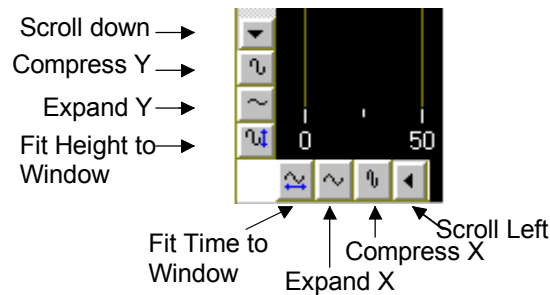 Scroll down
Compress Y
Expand Y
Fit Height to
Window
0 50
Scroll Left
Fit Time to
Window
Compress X
Expand X